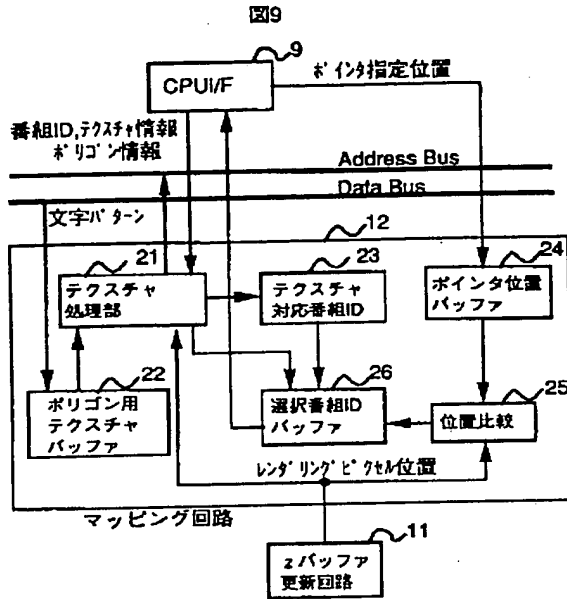 図9
9
CPUI/F
ポインタ指定位置
番組ID,テクスチャ情報
ポリゴン情報
Address Bus
Data Bus
文字パターン
12
21
テクスチャ
処理部
23
テクスチャ
対応番組ID
24
ポインタ位置
バッファ
22
ポリゴン用
テクスチャ
バッファ
26
選択番組ID
バッファ
25
位置比較
レンダリングピクセル位置
マッピング回路
11
zバッファ
更新回路